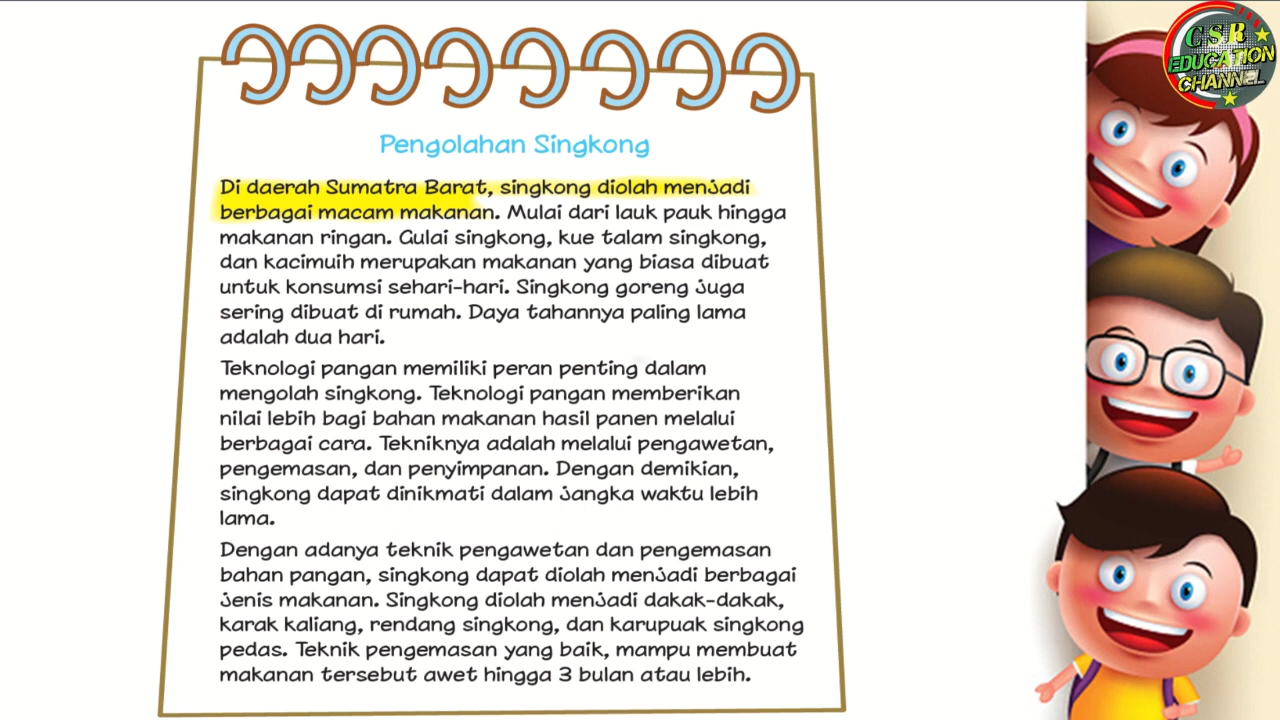 CSR
EDUCATION
CHANNEL
Pengolahan Singkong
Di daerah Sumatra Barat, singkong diolah menjadi
berbagai macam makanan. Mulai dari lauk pauk hingga
makanan ringan. Gulai singkong, kue talam singkong,
dan kacimuih merupakan makanan yang biasa dibuat
untuk konsumsi sehari-hari. Singkong goreng juga
sering dibuat di rumah. Daya tahannya paling lama
adalah dua hari.
Teknologi pangan memiliki peran penting dalam
mengolah singkong. Teknologi pangan memberikan
nilai lebih bagi bahan makanan hasil panen melalui
berbagai cara. Tekniknya adalah melalui pengawetan,
pengemasan, dan penyimpanan. Dengan demikian,
singkong dapat dinikmati dalam jangka waktu lebih
lama.
Dengan adanya teknik pengawetan dan pengemasan
bahan pangan, singkong dapat diolah menjadi berbagai
jenis makanan. Singkong diolah menjadi dakak-dakak,
karak kaliang, rendang singkong, dan karupuak singkong
pedas. Teknik pengemasan yang baik, mampu membuat
makanan tersebut awet hingga 3 bulan atau lebih.